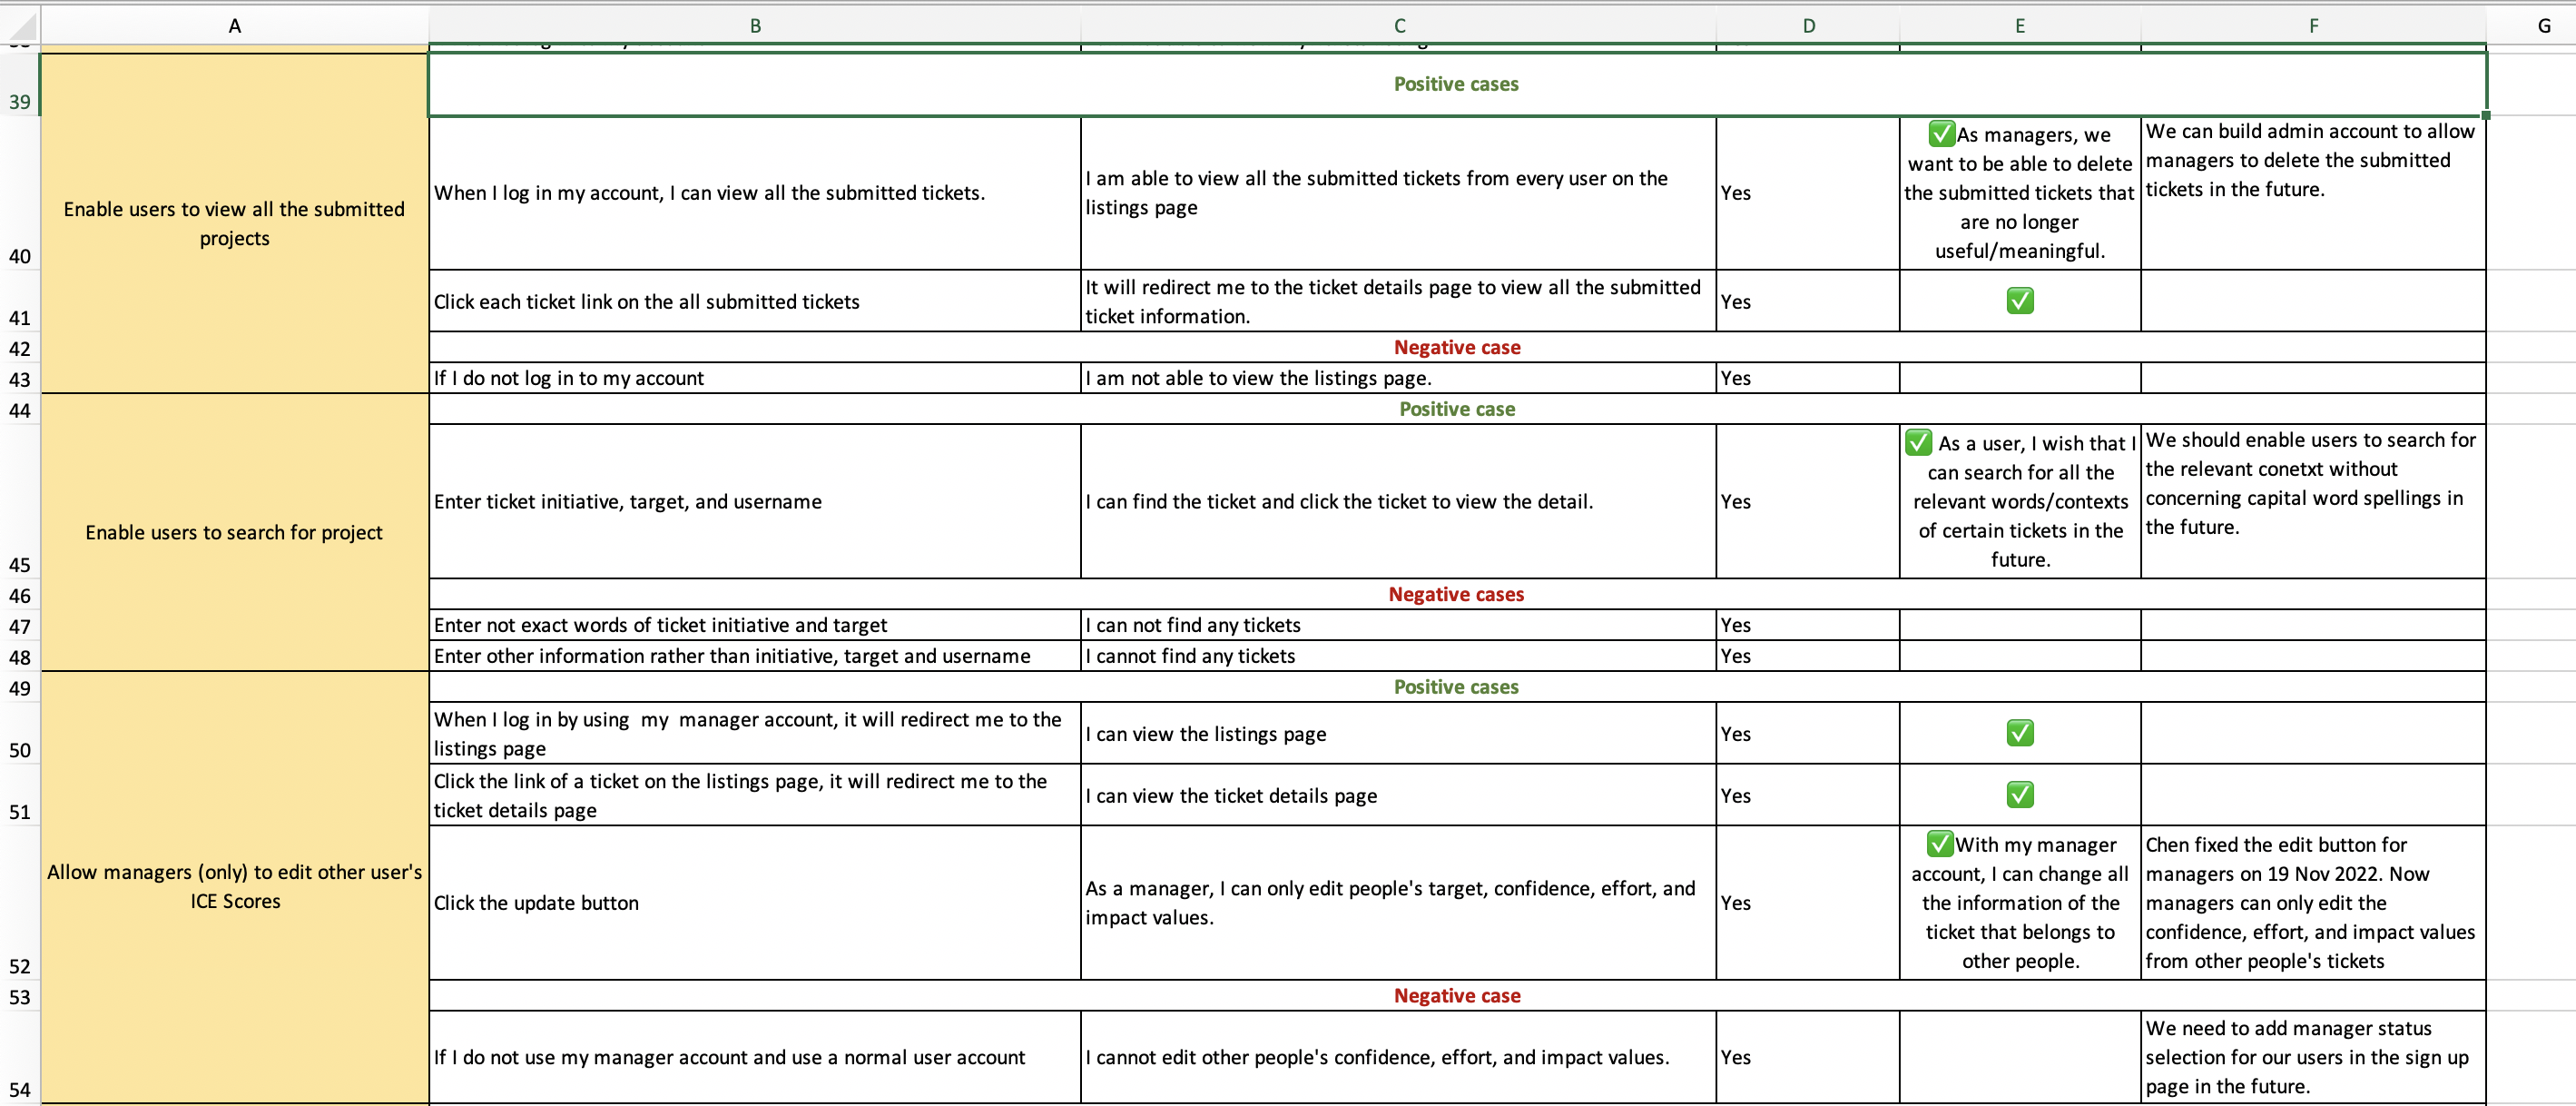 A B C D E F G
39
Positive cases
Enable users to view all the submitted
projects
40
When I log in my account, I can view all the submitted tickets.
I am able to view all the submitted tickets from every user on the
listings page
Yes
✅As managers, we
want to be able to delete
the submitted tickets that
are no longer
useful/meaningful.
We can build admin account to allow
managers to delete the submitted
tickets in the future.
41
Click each ticket link on the all submitted tickets
It will redirect me to the ticket details page to view all the submitted
ticket information.
Yes
✅
42
Negative case
43
If I do not log in to my account
I am not able to view the listings page.
Yes
44
Positive case
Enable users to search for project
45
Enter ticket initiative, target, and username
I can find the ticket and click the ticket to view the detail.
Yes
✅ As a user, I wish that I
can search for all the
relevant words/contexts
of certain tickets in the
future.
We should enable users to search for
the relevant conetxt without
concerning capital word spellings in
the future.
46
Negative cases
47
Enter not exact words of ticket initiative and target
I can not find any tickets
Yes
48
Enter other information rather than initiative, target and username
I cannot find any tickets
Yes
49
Positive cases
Allow managers (only) to edit other user's
ICE Scores
50
When I log in by using  my  manager account, it will redirect me to the
listings page
I can view the listings page
Yes
✅
51
Click the link of a ticket on the listings page, it will redirect me to the
ticket details page
I can view the ticket details page
Yes
✅
52
Click the update button
As a manager, I can only edit people's target, confidence, effort, and
impact values.
Yes
✅With my manager
account, I can change all
the information of the
ticket that belongs to
other people.
Chen fixed the edit button for
managers on 19 Nov 2022. Now
managers can only edit the
confidence, effort, and impact values
from other people's tickets
53
Negative case
54
If I do not use my manager account and use a normal user account
I cannot edit other people's confidence, effort, and impact values.
Yes
We need to add manager status
selection for our users in the sign up
page in the future.